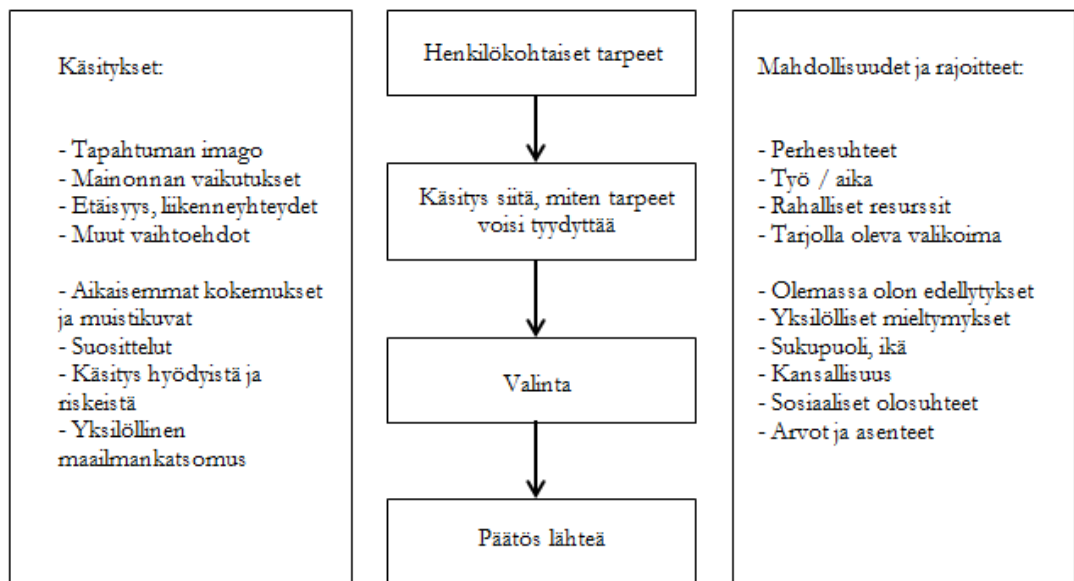 Käsitykset:
- Tapahtuman imago
- Mainonnan vaikutukset
- Etäisyys, liikenneyhteydet
- Muut vaihtoehdot
- Aikaisemmat kokemukset
ja muistikuvat
- Suosittelut
- Käsitys hyödyistä ja
riskeistä
- Yksilöllinen
maailmankatsomus
Henkilökohtaiset tarpeet
Käsitys siitä, miten tarpeet
voisi tyydyttää
Valinta
Päätös lähteä
Mahdollisuudet ja rajoitteet:
- Perhesuhteet
- Työ / aika
- Rahalliset resurssit
- Tarjolla oleva valikoima
- Olemassa olon edellytykset
- Yksilölliset mieltymykset
- Sukupuoli, ikä
- Kansallisuus
- Sosiaaliset olosuhteet
- Arvot ja asenteet